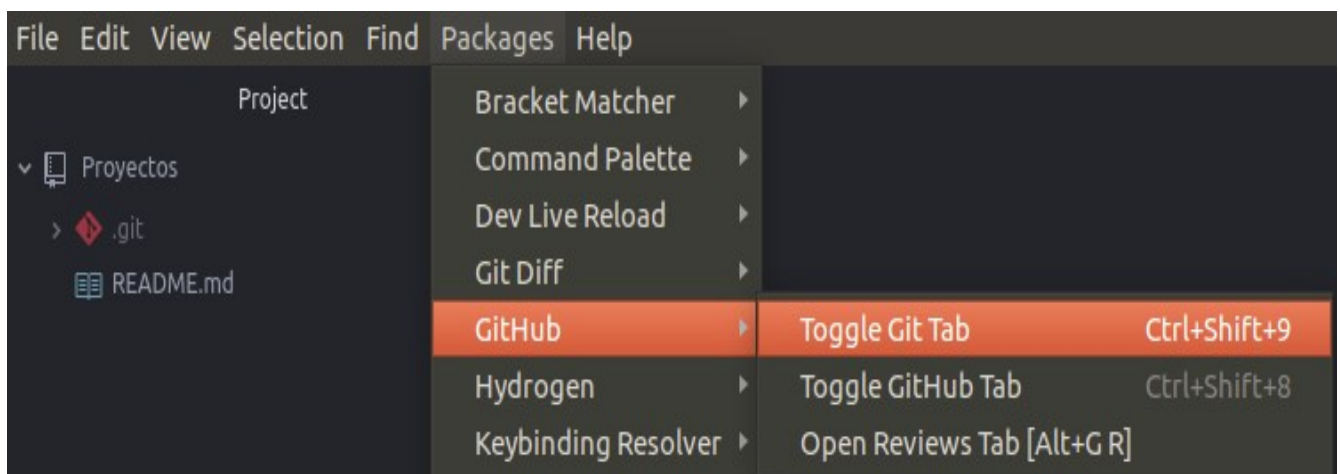 File Edit View Selection Find Packages Help
Project
Proyectos
.git
README.md
Bracket Matcher
Command Palette
Dev Live Reload
Git Diff
GitHub
Hydrogen
Keybinding Resolver
Toggle Git Tab Ctrl+Shift+9
Toggle GitHub Tab Ctrl+Shift+8
Open Reviews Tab [Alt+G R]